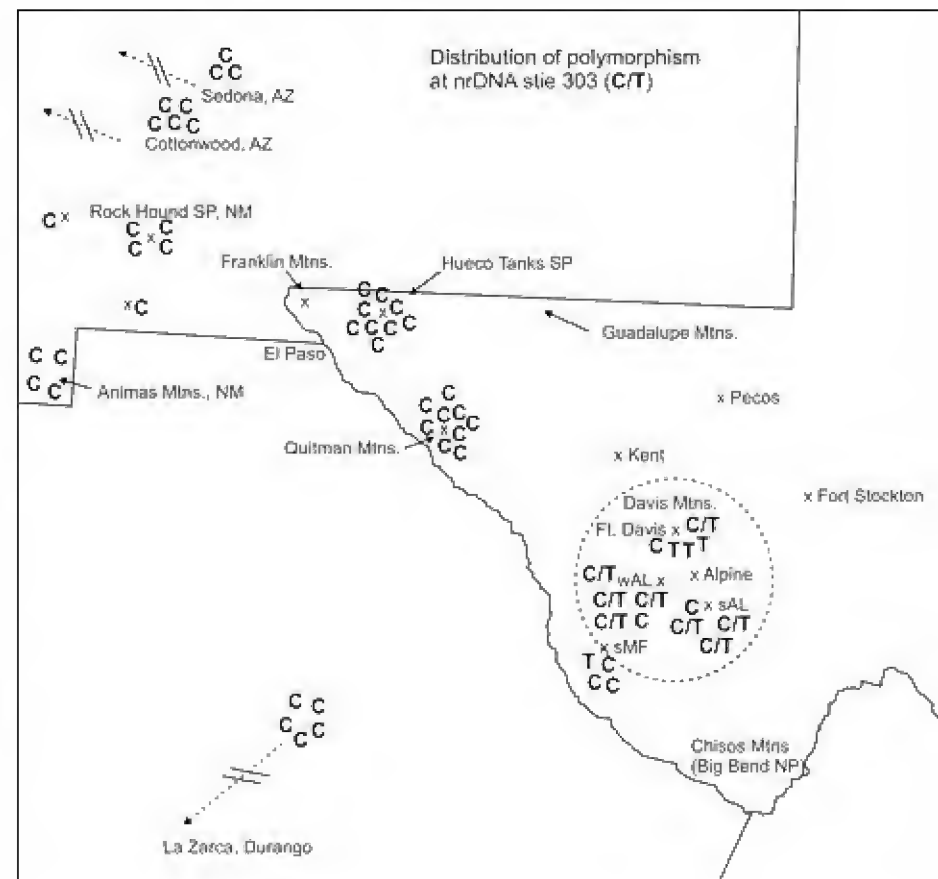 Distribution of polymorphism
at nrDNA stie 303 (C/T)
C
C C
Sedona, AZ
C C
C C C
Cottonwood, AZ
C x
Rock Hound SP, NM
C C
x
C C
Franklin Mtns.
Hueco Tanks SP
x C
x
C
C
C x C
C C
C C C
C
Guadalupe Mtns.
El Paso
C C
C C
Animas Mtns., NM
x Pecos
C
C
C C C
C x C
C
C C
Quitman Mtns.
x Kent
x Fort Stockton
Davis Mtns.
Ft. Davis x C/T
C T T T
C/T wAL x
x Alpine
C/T C/T
C/T C
C x sAL
C/T C/T
C/T
x sMF
T C
C C
C C
C C
C
Chisos Mtns
(Big Bend NP)
La Zarca, Durango